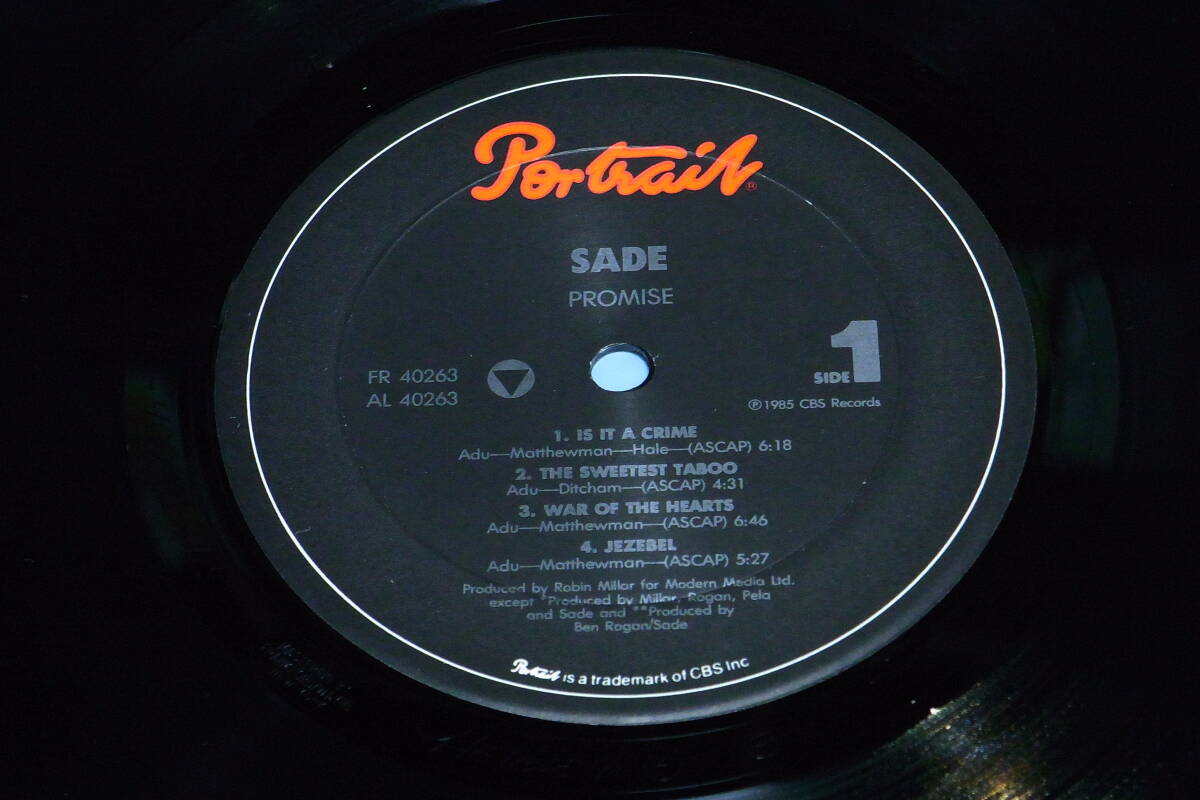 Portrait®
SADE
PROMISE
FR 40263
AL 40263
SIDE 1
℗1985 CBS Records
1. IS IT A CRIME
Adu—Matthewman—Hale—(ASCAP) 6:18
2. THE SWEETEST TABOO
Adu—Ditcham—(ASCAP) 4:31
3. WAR OF THE HEARTS
Adu—Matthewman—(ASCAP) 6:46
4. JEZEBEL
Adu—Matthewman—(ASCAP) 5:27
Produced by Robin Millar for Modern Media Ltd.
except *Produced by Millar, Rogan, Pela
and Sade and **Produced by
Ben Rogan/Sade
Portrait is a trademark of CBS Inc